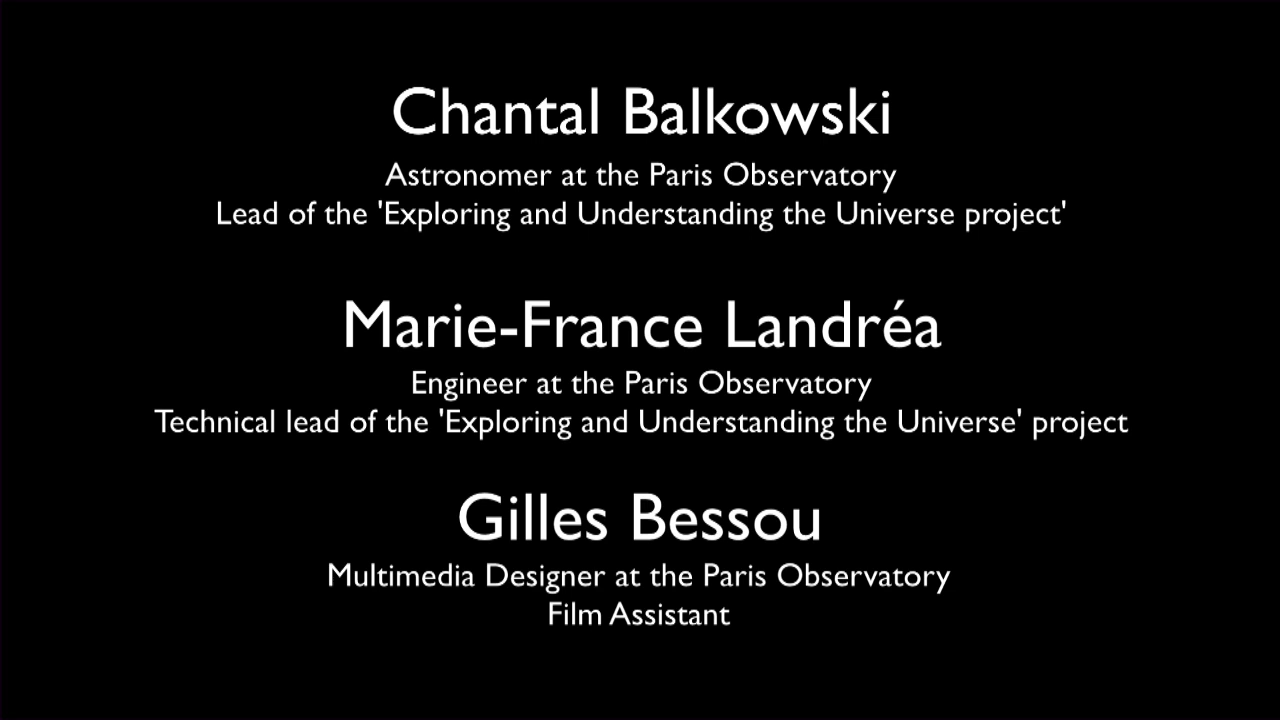 Chantal Balkowski
Astronomer at the Paris Observatory
Lead of the 'Exploring and Understanding the Universe project'
Marie-France Landréa
Engineer at the Paris Observatory
Technical lead of the 'Exploring and Understanding the Universe' project
Gilles Bessou
Multimedia Designer at the Paris Observatory
Film Assistant